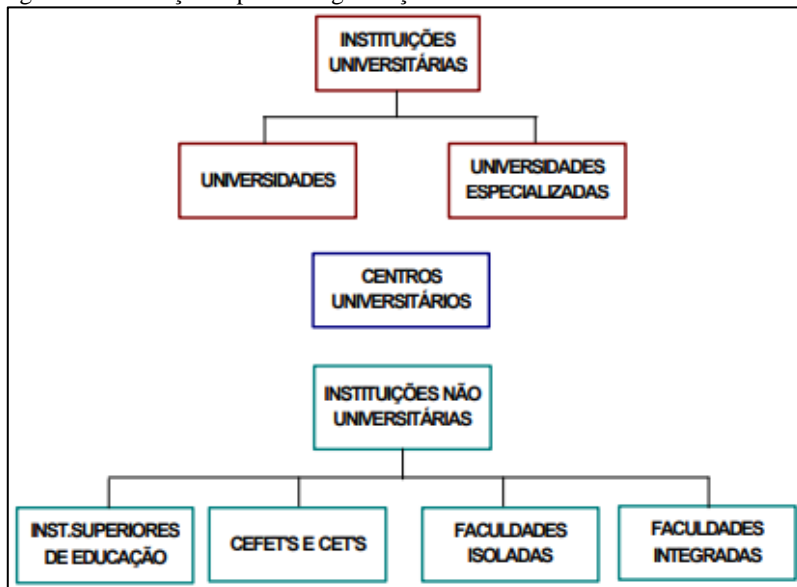 INSTITUIÇÕES
UNIVERSITÁRIAS
UNIVERSIDADES
UNIVERSIDADES
ESPECIALIZADAS
CENTROS
UNIVERSITÁRIOS
INSTITUIÇÕES NÃO
UNIVERSITÁRIAS
INST.SUPERIORES
DE EDUCAÇÃO
CEFET'S E CET'S
FACULDADES
ISOLADAS
FACULDADES
INTEGRADAS